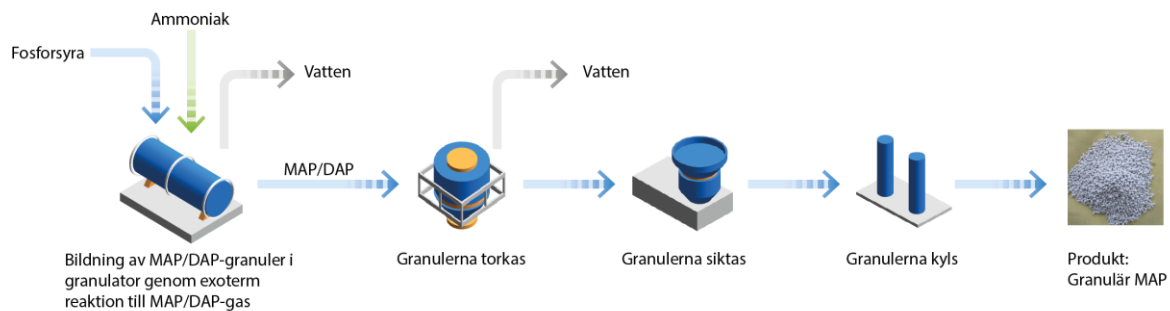 Ammoniak
Fosforsyra
Vatten
Vatten
MAP/DAP
Bildning av MAP/DAP-granuler i
granulator genom exoterm
reaktion till MAP/DAP-gas
Granulerna torkas
Granulerna siktas
Granulerna kyls
Produkt:
Granulär MAP